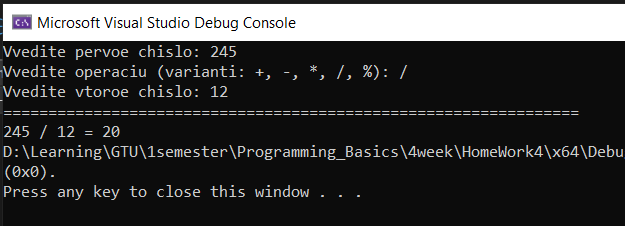 Microsoft Visual Studio Debug Console
Vvedite pervoe chislo: 245
Vvedite operaciu (varianti: +, -, *, /, %): /
Vvedite vtoroe chislo: 12
================================================================
245 / 12 = 20
D:\Learning\GTU\1semester\Programming_Basics\4week\HomeWork4\x64\Debu
(0x0).
Press any key to close this window . . .